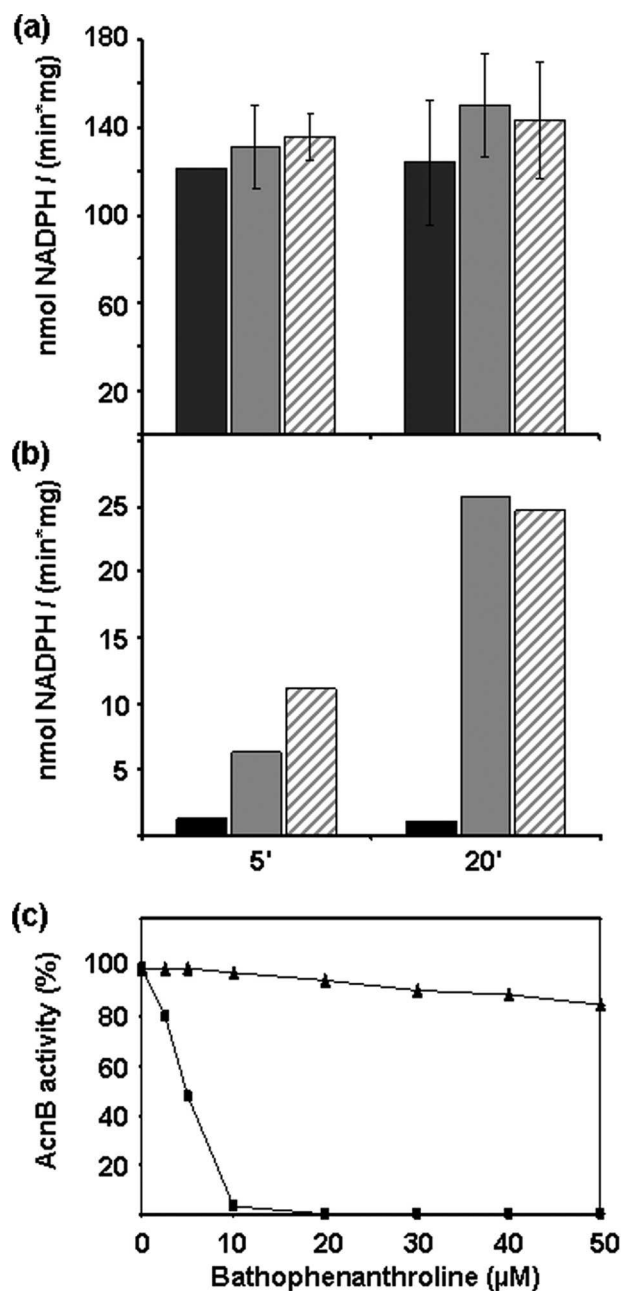 (a)
180
140
100
60
20
nmol NADPH / (min*mg)
(b)
25
20
15
10
5
nmol NADPH / (min*mg)
5' 20'
(c)
100
80
60
40
20
AcnB activity (%)
0 10 20 30 40 50
Bathophenanthroline (µM)